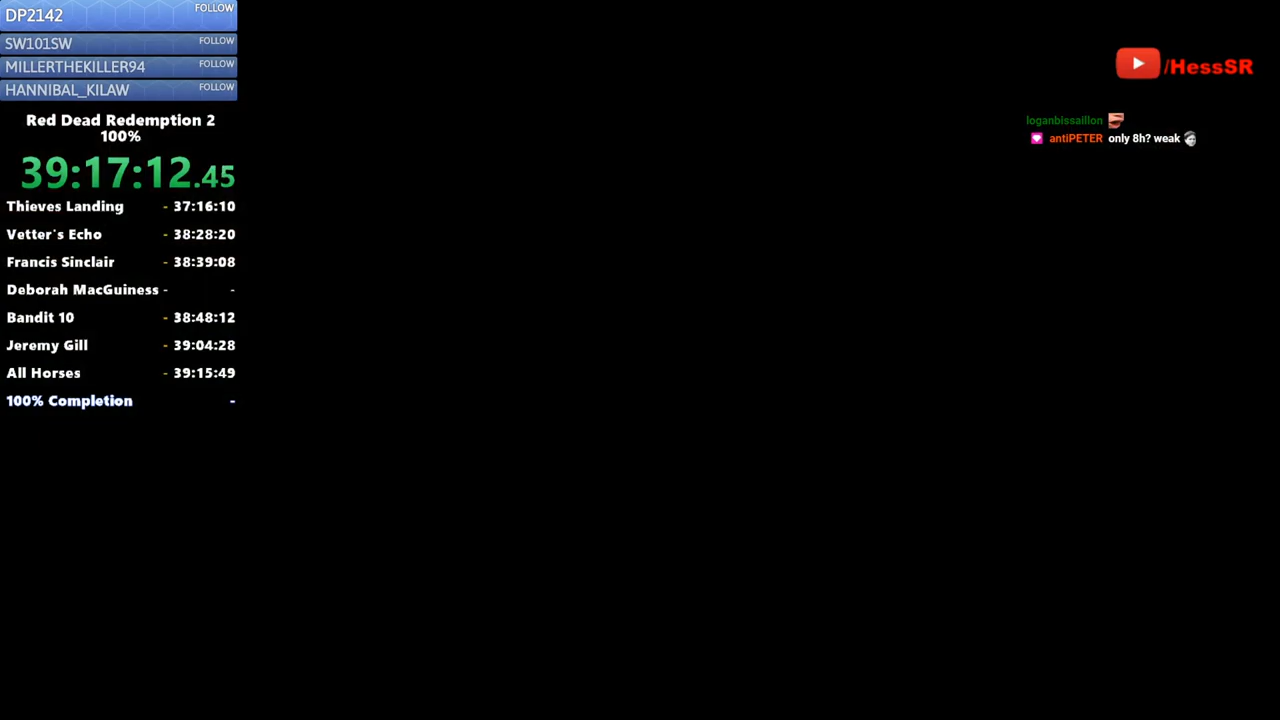 DP2142 FOLLOW
SW101SW FOLLOW
MILLERTHEKILLER94 FOLLOW
HANNIBAL_KILAW FOLLOW
Red Dead Redemption 2
100%
39:17:12.45
Thieves Landing - 37:16:10
Vetter's Echo - 38:28:20
Francis Sinclair - 38:39:08
Deborah MacGuiness - -
Bandit 10 - 38:48:12
Jeremy Gill - 39:04:28
All Horses - 39:15:49
100% Completion -
/HessSR
loganbissaillon
antiPETER only 8h? weak